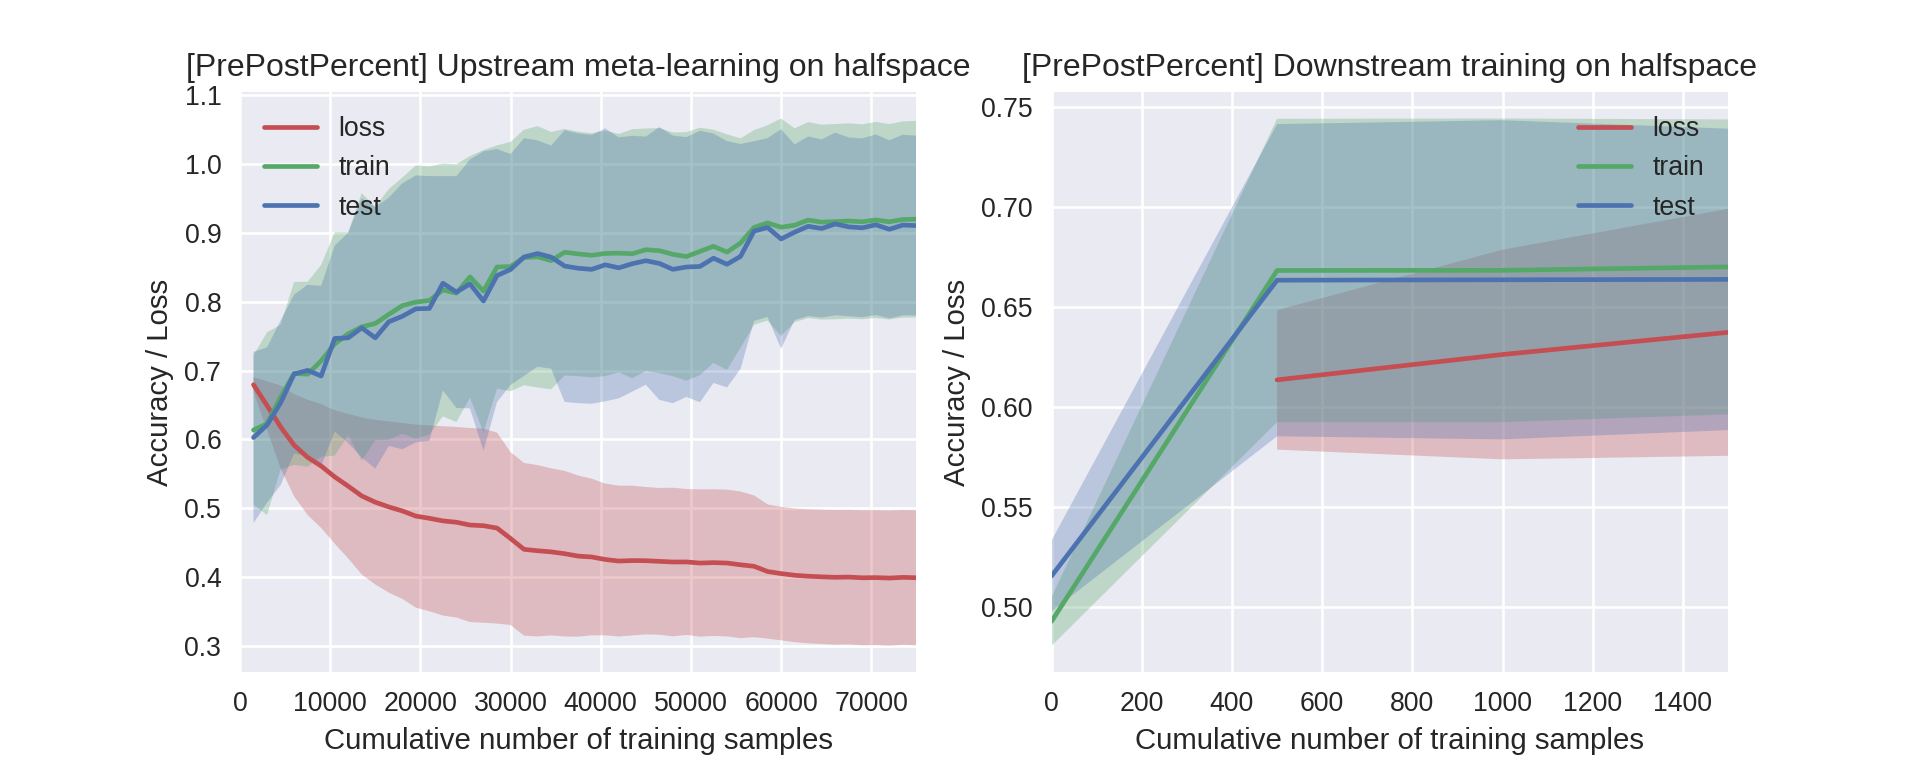 [PrePostPercent] Upstream meta-learning on halfspace
1.1
1.0
0.9
0.8
0.7
0.6
0.5
0.4
0.3
Accuracy / Loss
loss
train
test
0 10000 20000 30000 40000 50000 60000 70000
Cumulative number of training samples
[PrePostPercent] Downstream training on halfspace
0.75
0.70
0.65
0.60
0.55
0.50
Accuracy / Loss
loss
train
test
0 200 400 600 800 1000 1200 1400
Cumulative number of training samples